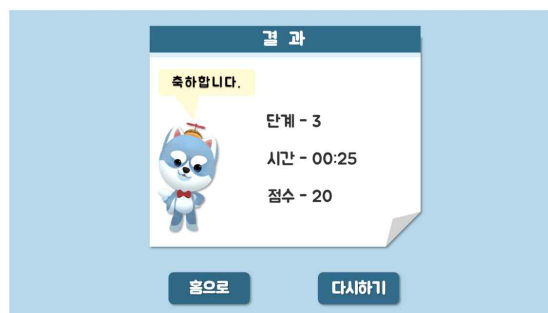 결 과
축하합니다.
단계 - 3
시간 - 00:25
점수 - 20
홈으로
다시하기